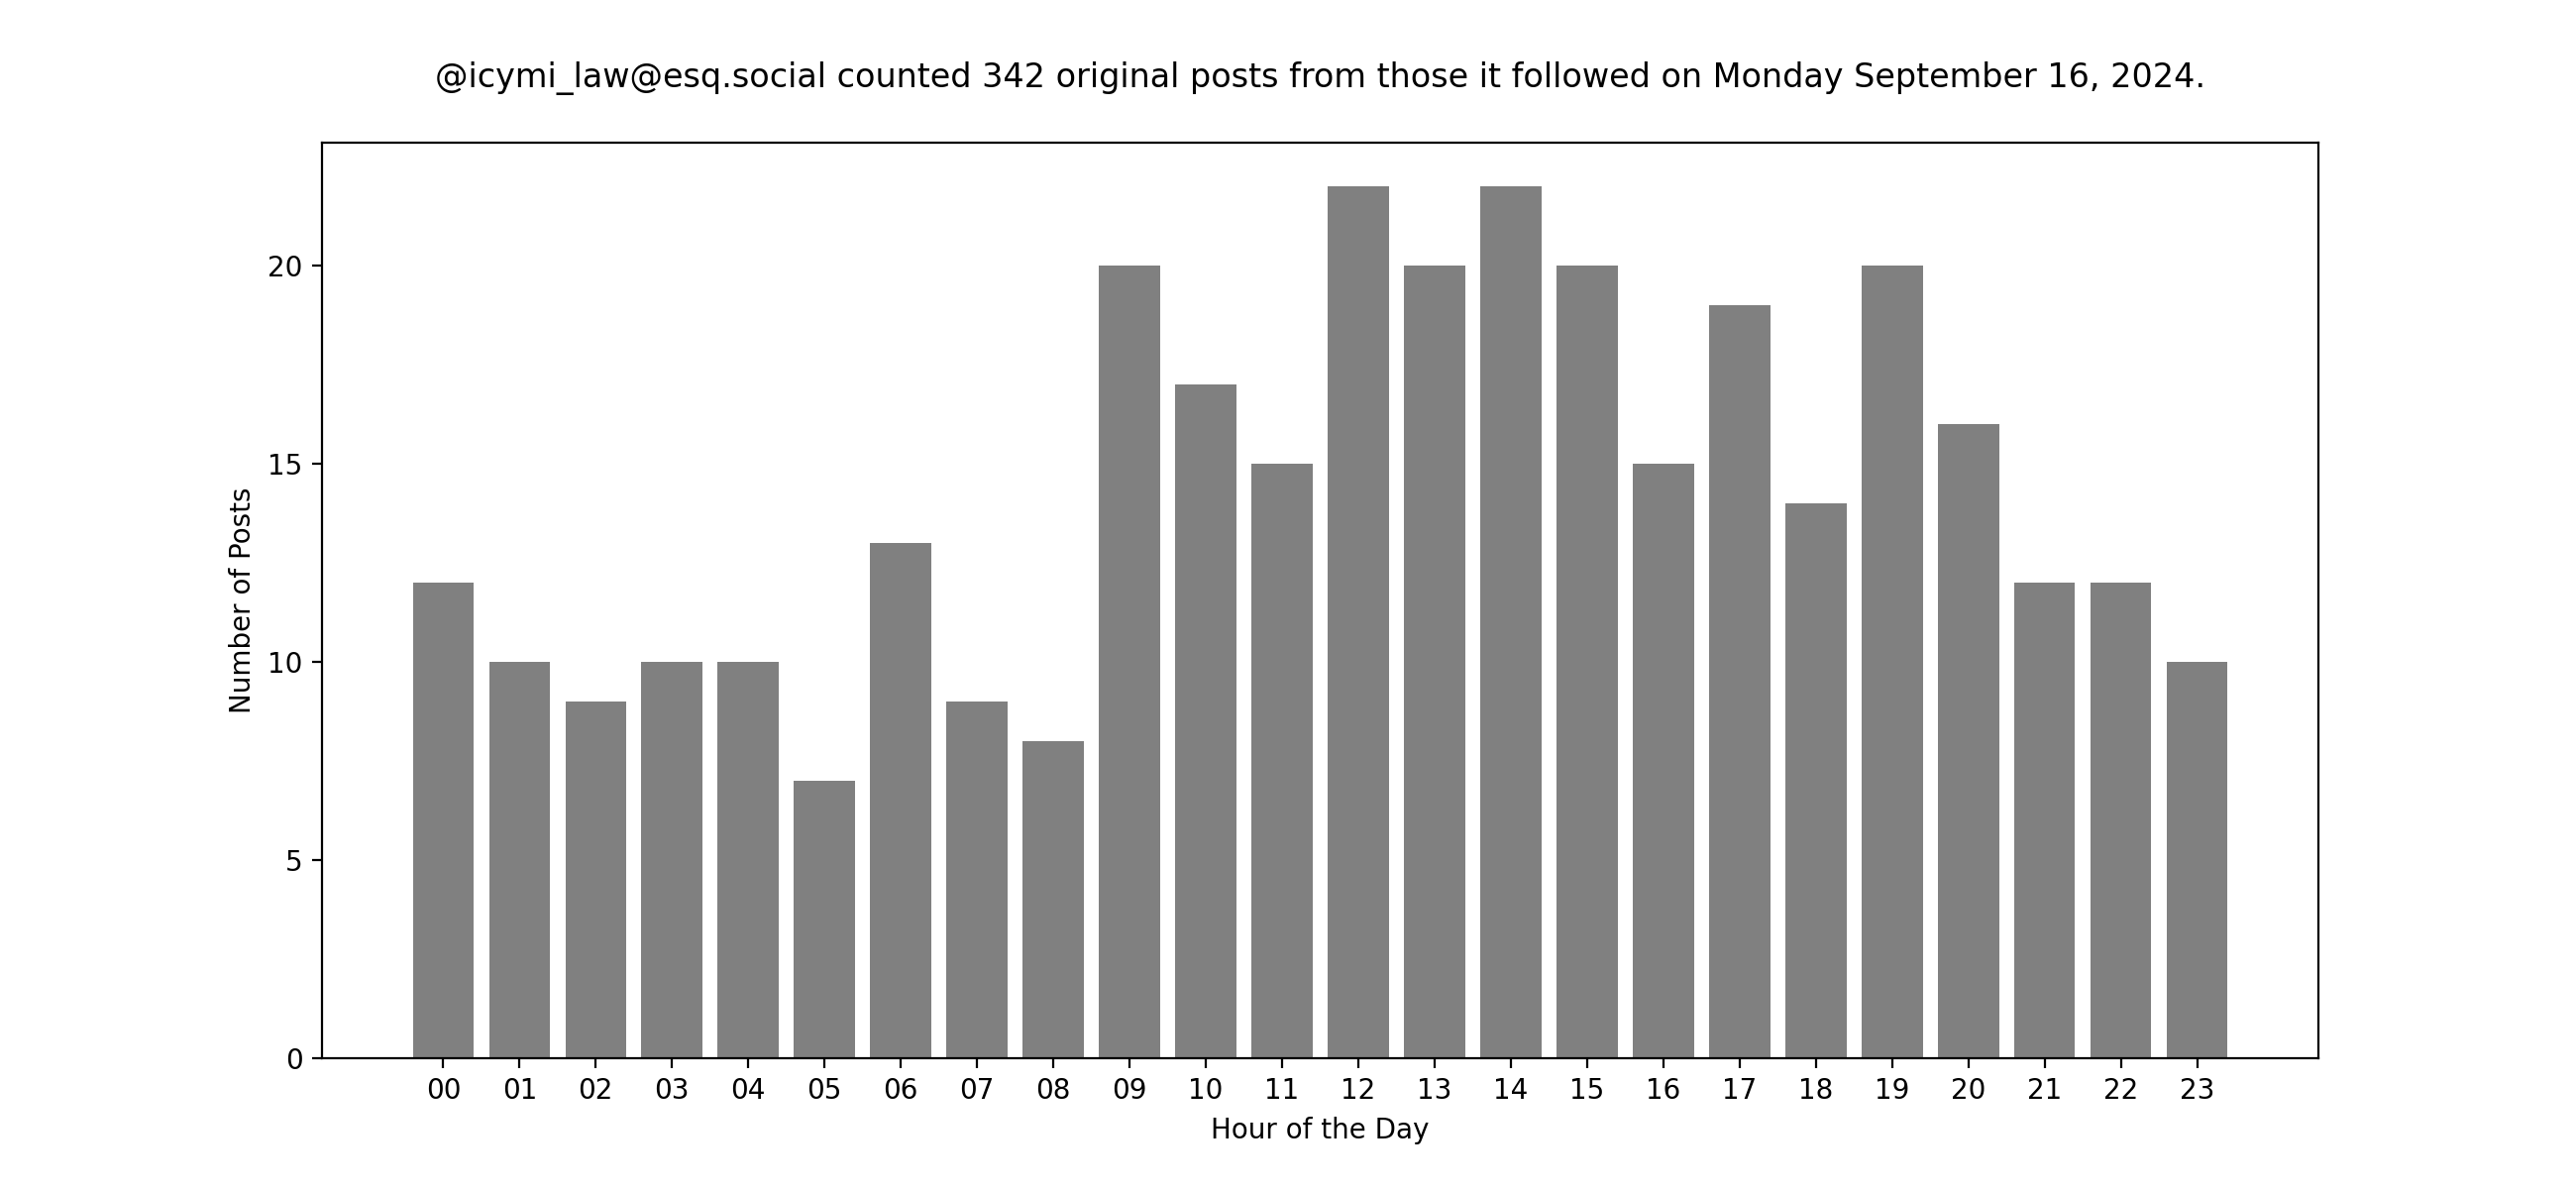 @icymi_law@esq.social counted 342 original posts from those it followed on Monday September 16, 2024.
Number of Posts
20
15
10
5
0
00 01 02 03 04 05 06 07 08 09 10 11 12 13 14 15 16 17 18 19 20 21 22 23
Hour of the Day